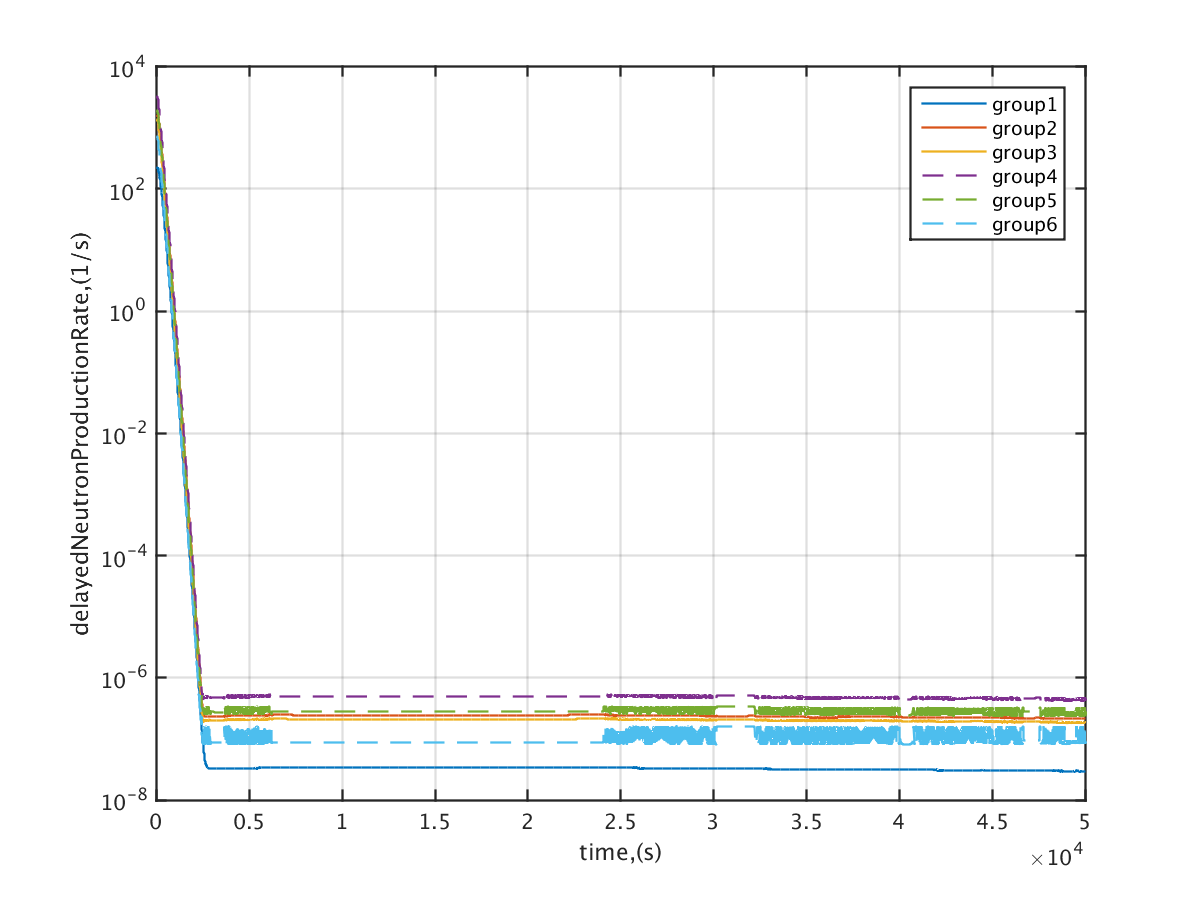 10^4
10^2
10^0
10^-2
10^-4
10^-6
10^-8
delayedNeutronProductionRate,(1/s)
group1
group2
group3
group4
group5
group6
0 0.5 1 1.5 2 2.5 3 3.5 4 4.5 5
time,(s)
×10^4